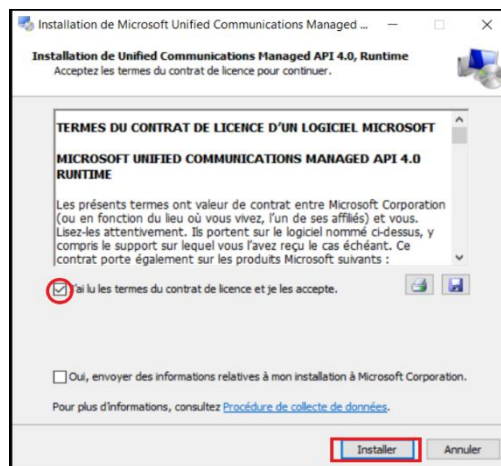 Installation de Microsoft Unified Communications Managed ...
Installation de Unified Communications Managed API 4.0, Runtime
Acceptez les termes du contrat de licence pour continuer.
TERMES DU CONTRAT DE LICENCE D’UN LOGICIEL MICROSOFT
MICROSOFT UNIFIED COMMUNICATIONS MANAGED API 4.0
RUNTIME
Les présents termes ont valeur de contrat entre Microsoft Corporation
(ou en fonction du lieu où vous vivez, l’un de ses affiliés) et vous.
Lisez-les attentivement. Ils portent sur le logiciel nommé ci-dessus, y
compris le support sur lequel vous l’avez reçu le cas échéant. Ce
contrat porte également sur les produits Microsoft suivants :
J'ai lu les termes du contrat de licence et je les accepte.
Oui, envoyer des informations relatives à mon installation à Microsoft Corporation.
Pour plus d'informations, consultez Procédure de collecte de données.
Installer
Annuler